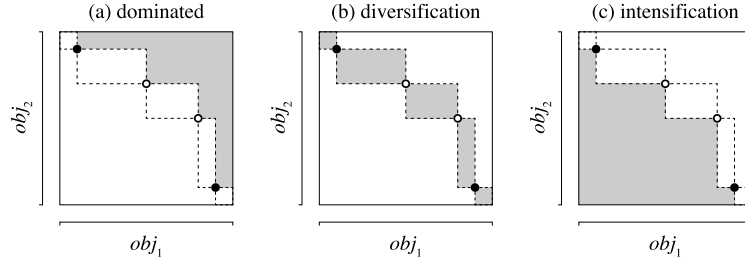 (a) dominated (b) diversification (c) intensification
obj2 obj2 obj2
obj1 obj1 obj1